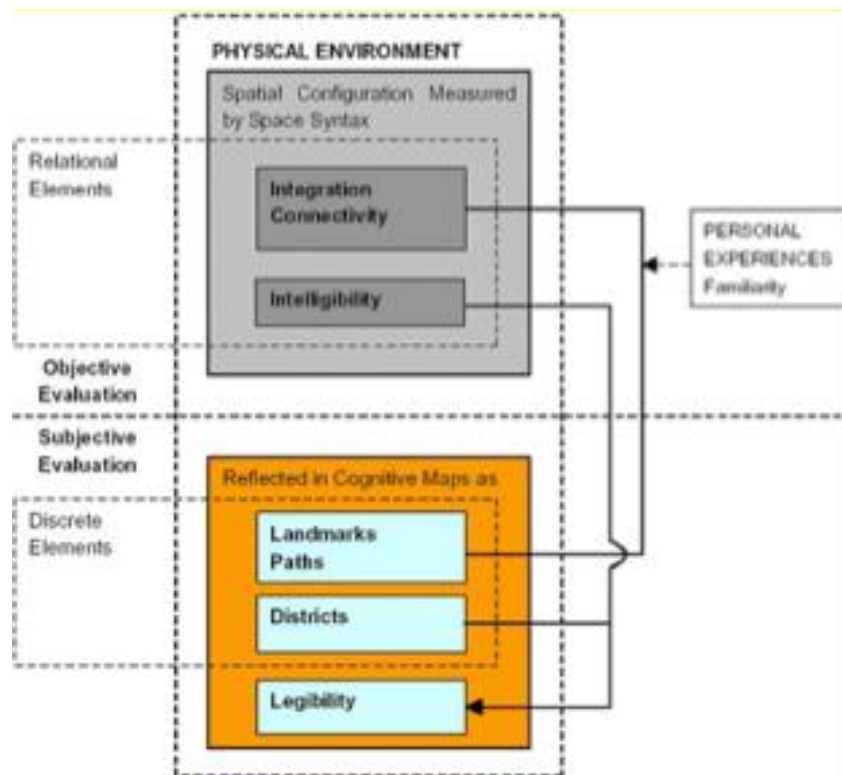 PHYSICAL ENVIRONMENT
Spatial Configuration Measured
by Space Syntax
Relational
Elements
Integration
Connectivity
PERSONAL
EXPERIENCES
Familiarity
Intelligibility
Objective
Evaluation
Subjective
Evaluation
Reflected in Cognitive Maps as
Discrete
Elements
Landmarks
Paths
Districts
Legibility